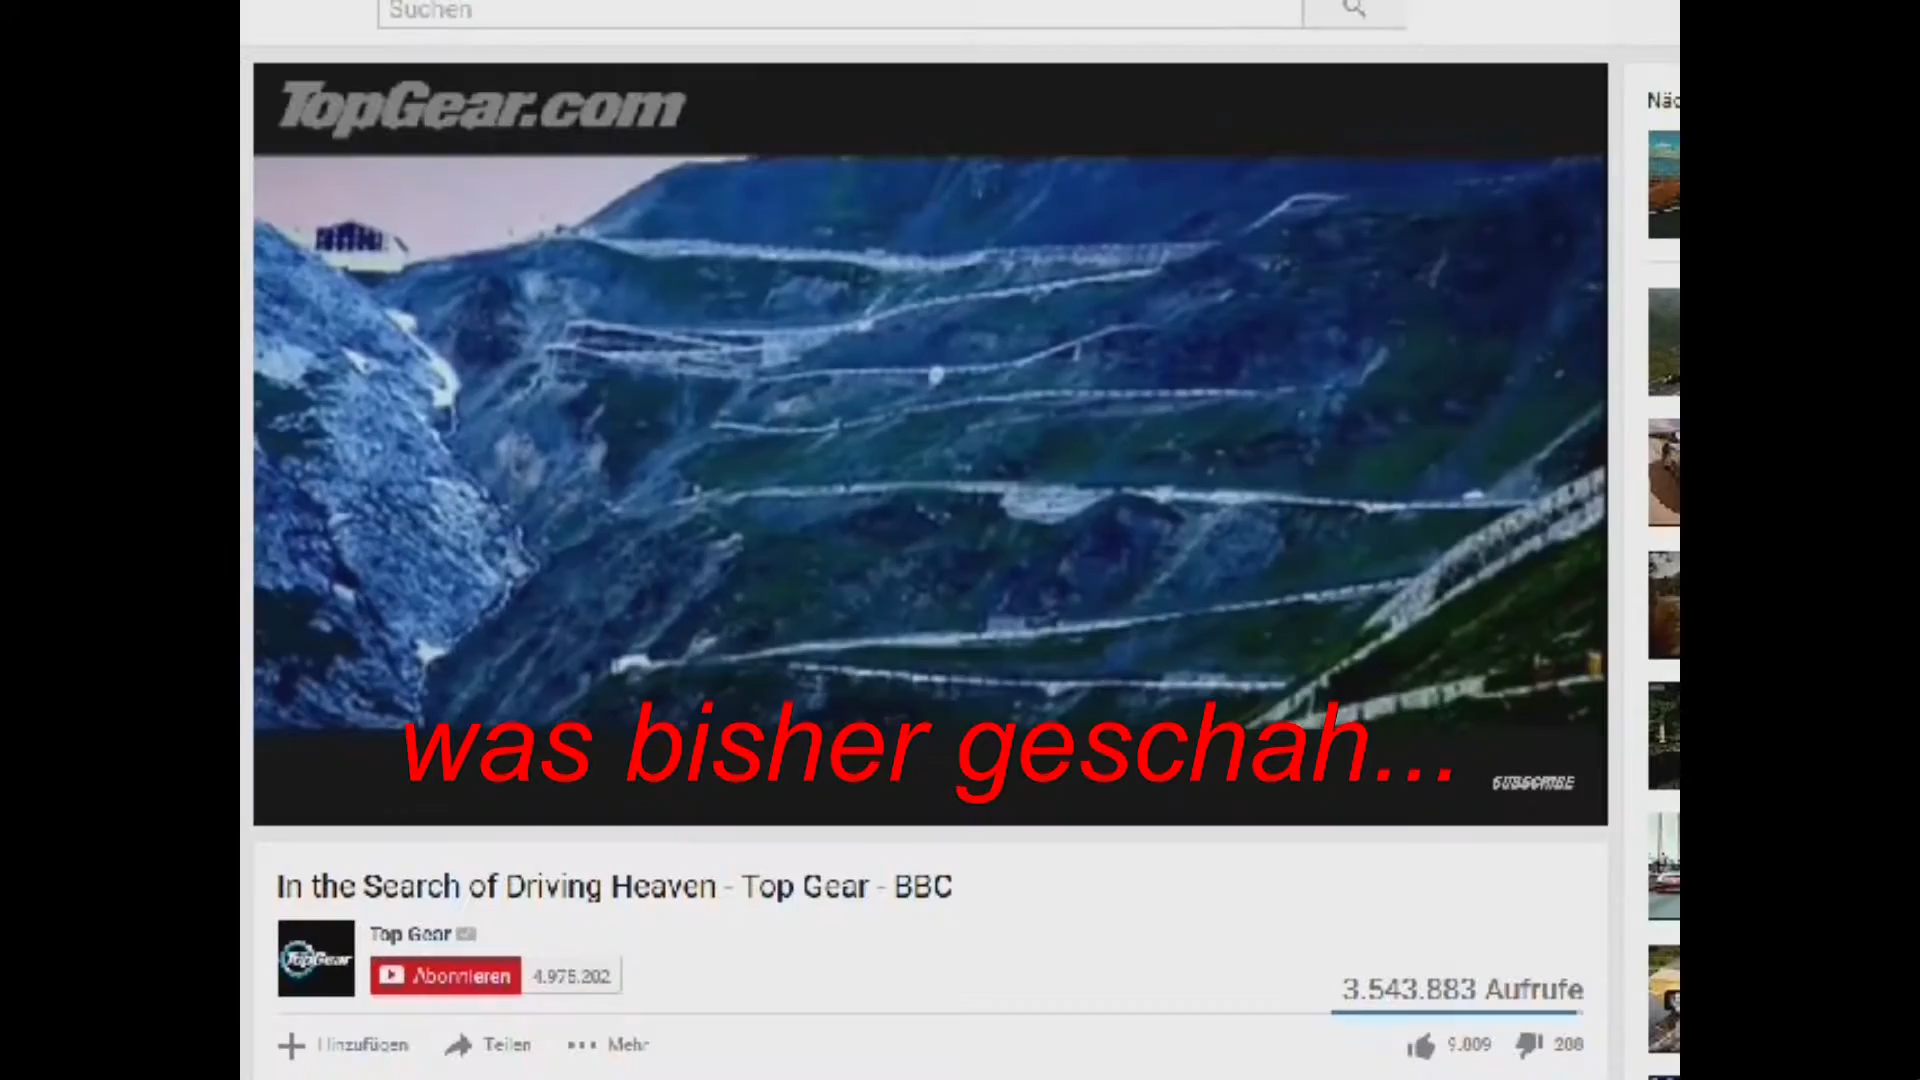 Suchen
TopGear.com
was bisher geschah...
SUBSCRIBE
In the Search of Driving Heaven - Top Gear - BBC
TopGear
Top Gear
Abonnieren 4.975.202
3.543.883 Aufrufe
Hinzufügen Teilen Mehr 9.009 208